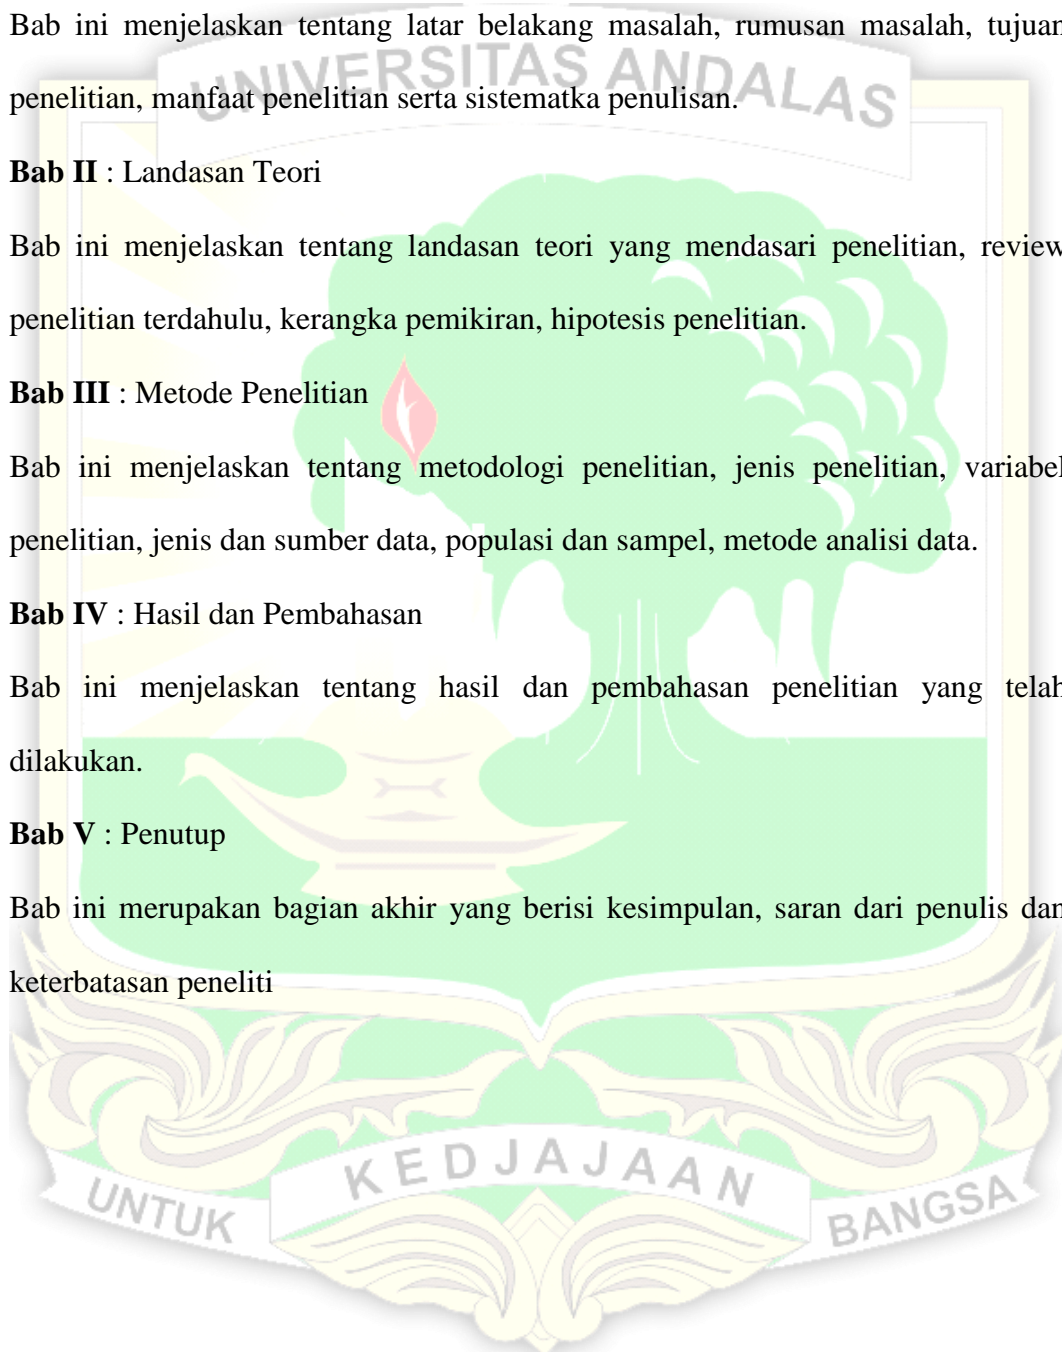 Bab ini menjelaskan tentang latar belakang masalah, rumusan masalah, tujuan
UNIVERSITAS ANDALAS
penelitian, manfaat penelitian serta sistematka penulisan.
Bab II : Landasan Teori
Bab ini menjelaskan tentang landasan teori yang mendasari penelitian, review
penelitian terdahulu, kerangka pemikiran, hipotesis penelitian.
Bab III : Metode Penelitian
Bab ini menjelaskan tentang metodologi penelitian, jenis penelitian, variabel
penelitian, jenis dan sumber data, populasi dan sampel, metode analisi data.
Bab IV : Hasil dan Pembahasan
Bab ini menjelaskan tentang hasil dan pembahasan penelitian yang telah
dilakukan.
Bab V : Penutup
Bab ini merupakan bagian akhir yang berisi kesimpulan, saran dari penulis dan
keterbatasan peneliti
UNTUK KEDJAJAAN BANGSA